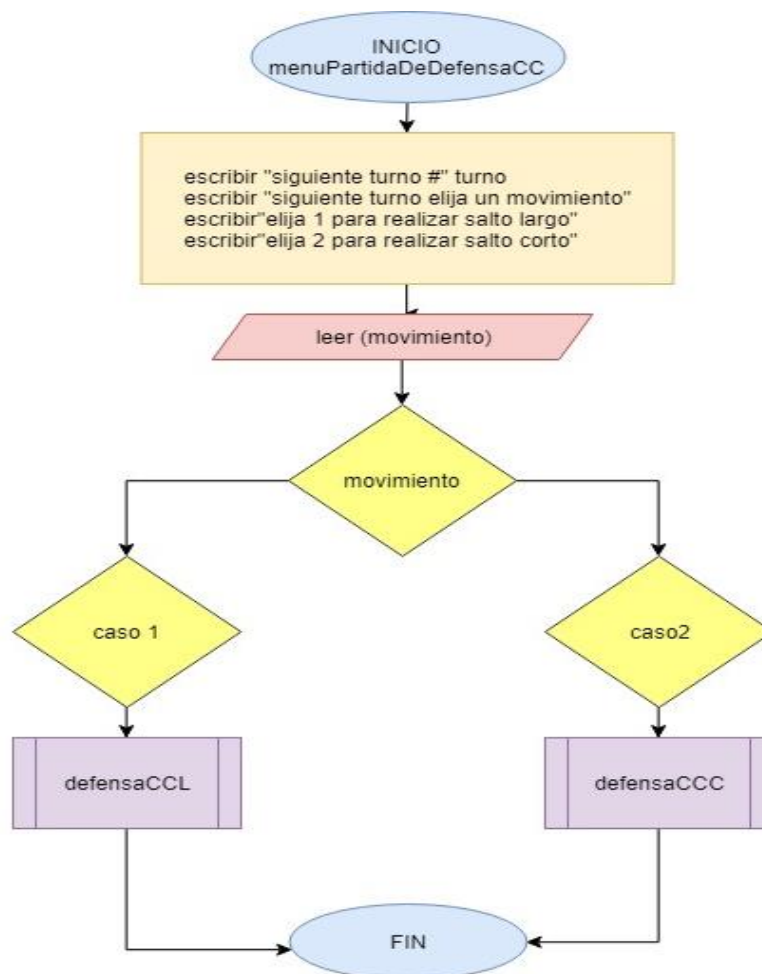 INICIO
menuPartidaDeDefensaCC
escribir "siguiente turno #" turno
escribir "siguiente turno elija un movimiento"
escribir"elija 1 para realizar salto largo"
escribir"elija 2 para realizar salto corto"
leer (movimiento)
movimiento
caso 1
caso2
defensaCCL
defensaCCC
FIN